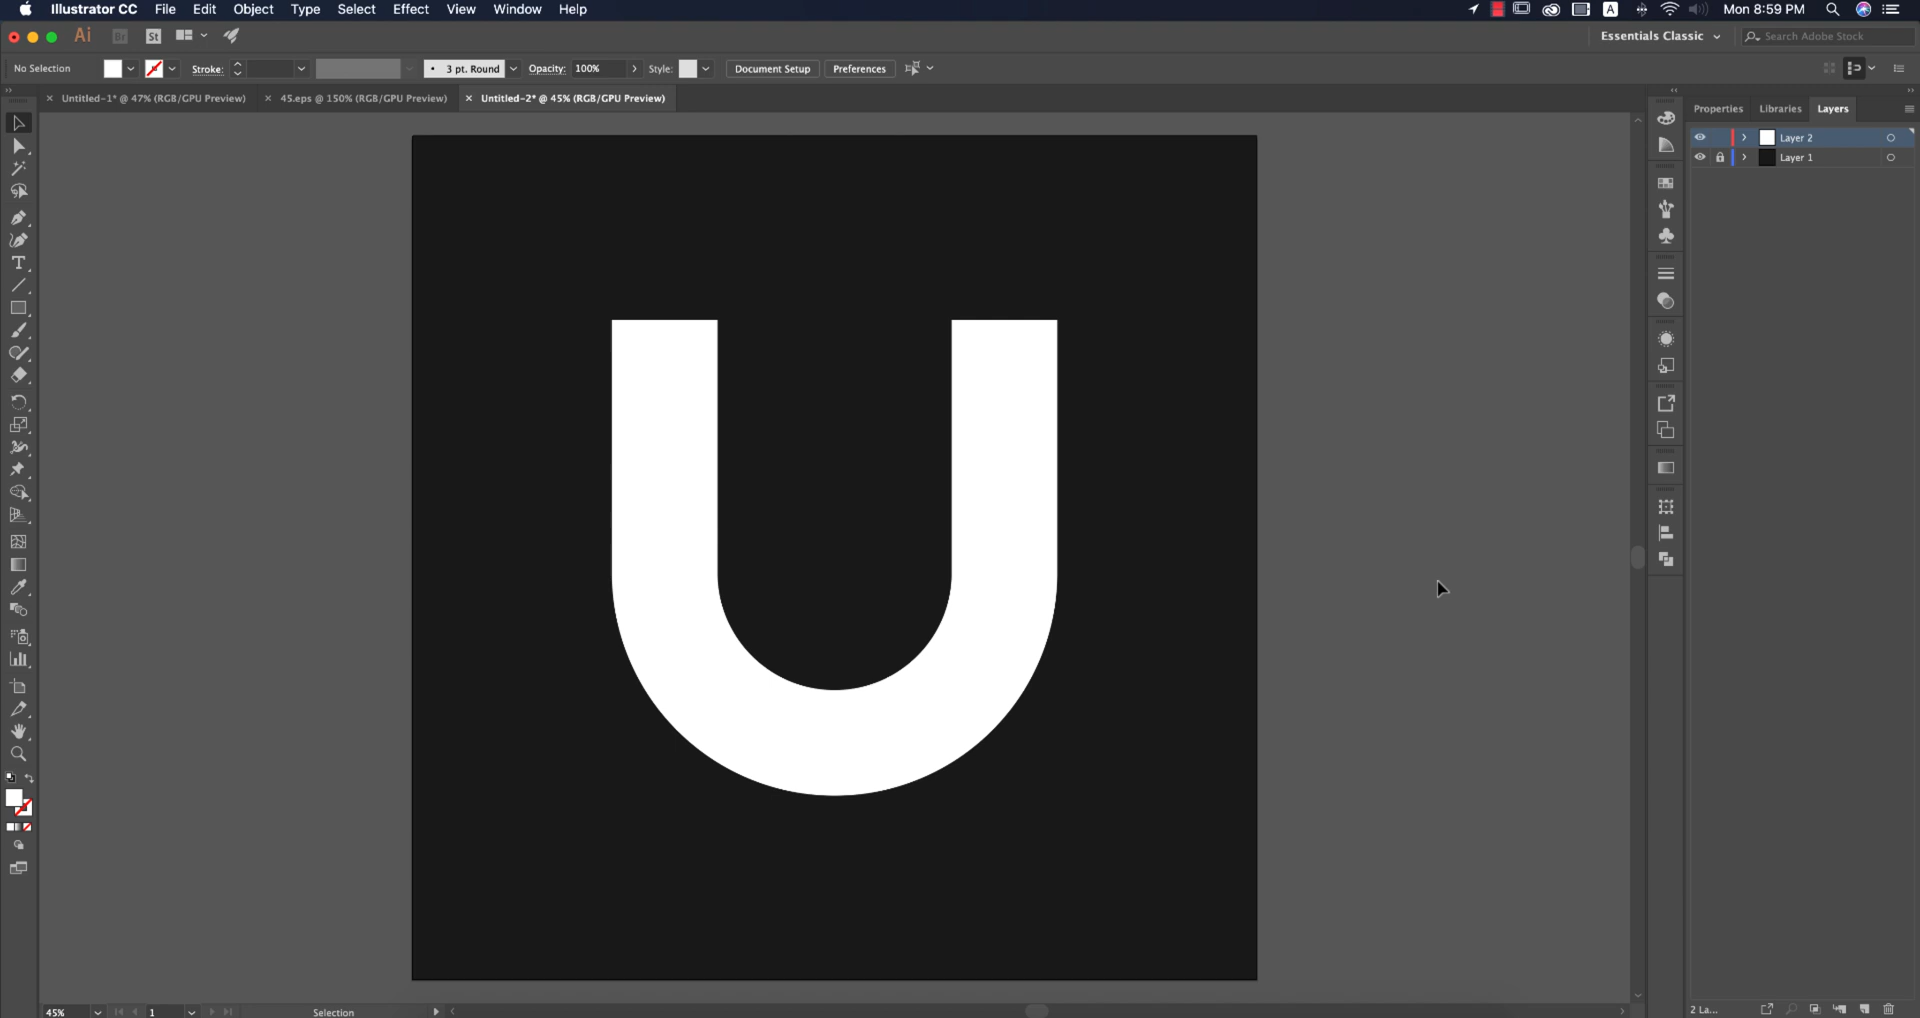 Illustrator CC File Edit Object Type Select Effect View Window Help A Mon 8:59 PM
Ai Br St Essentials Classic Search Adobe Stock
No Selection Stroke: 3 pt. Round Opacity: 100% Style: Document Setup Preferences
Untitled-1* @ 47% (RGB/GPU Preview) 45.eps @ 150% (RGB/GPU Preview) Untitled-2* @ 45% (RGB/GPU Preview)
Properties Libraries Layers
Layer 2
Layer 1
U
45% 1 Selection 2 La...